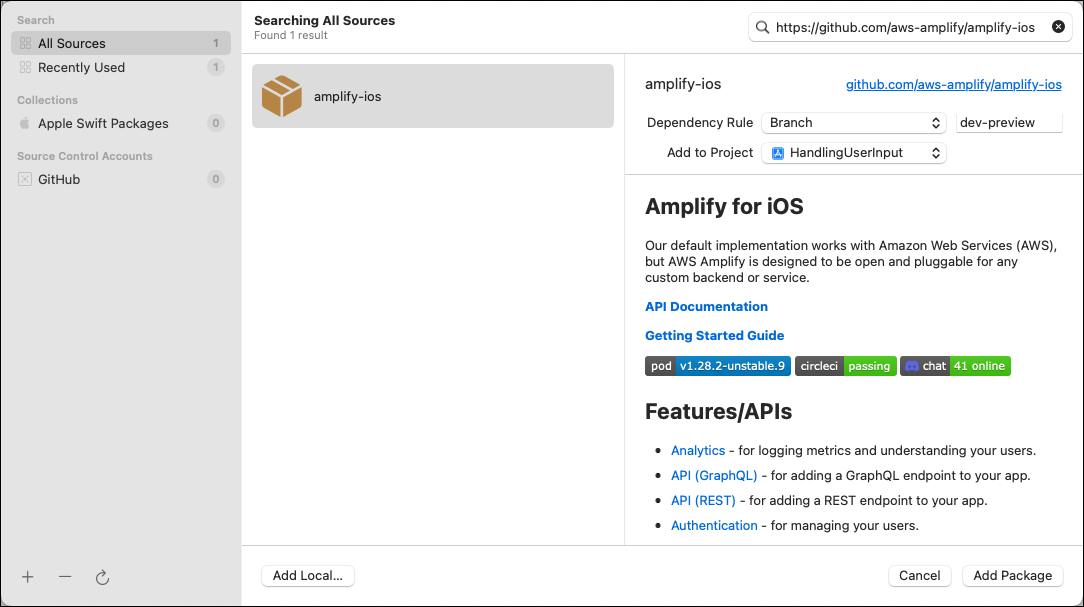 Search
All Sources 1
Recently Used 1
Collections
Apple Swift Packages 0
Source Control Accounts
GitHub 0
Searching All Sources
Found 1 result
https://github.com/aws-amplify/amplify-ios
amplify-ios
amplify-ios
github.com/aws-amplify/amplify-ios
Dependency Rule Branch dev-preview
Add to Project HandlingUserInput
Amplify for iOS
Our default implementation works with Amazon Web Services (AWS),
but AWS Amplify is designed to be open and pluggable for any
custom backend or service.
API Documentation
Getting Started Guide
pod v1.28.2-unstable.9 circleci passing chat 41 online
Features/APIs
• Analytics - for logging metrics and understanding your users.
• API (GraphQL) - for adding a GraphQL endpoint to your app.
• API (REST) - for adding a REST endpoint to your app.
• Authentication - for managing your users.
Add Local...
Cancel
Add Package